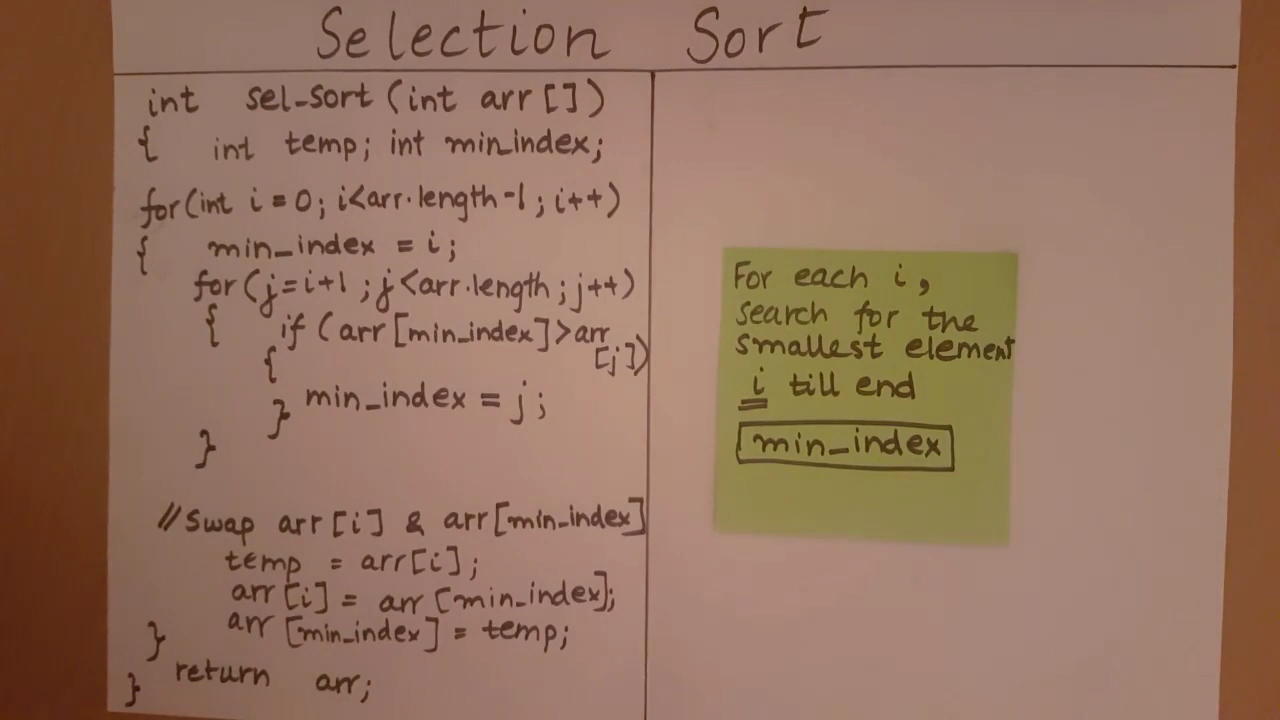 Selection Sort
int sel_sort (int arr [])
{ int temp; int min_index;
for(int i = 0; i<arr.length-1; i++)
{ min_index = i;
for (j=i+1; j<arr.length; j++)
{ if (arr[min_index]>arr
[j])
{
min_index = j;
}
}
//Swap arr[i] & arr[min_index]
temp = arr[i];
arr[i] = arr[min_index];
arr[min_index] = temp;
}
return arr;
}
For each i,
search for the
smallest element
i till end
min_index